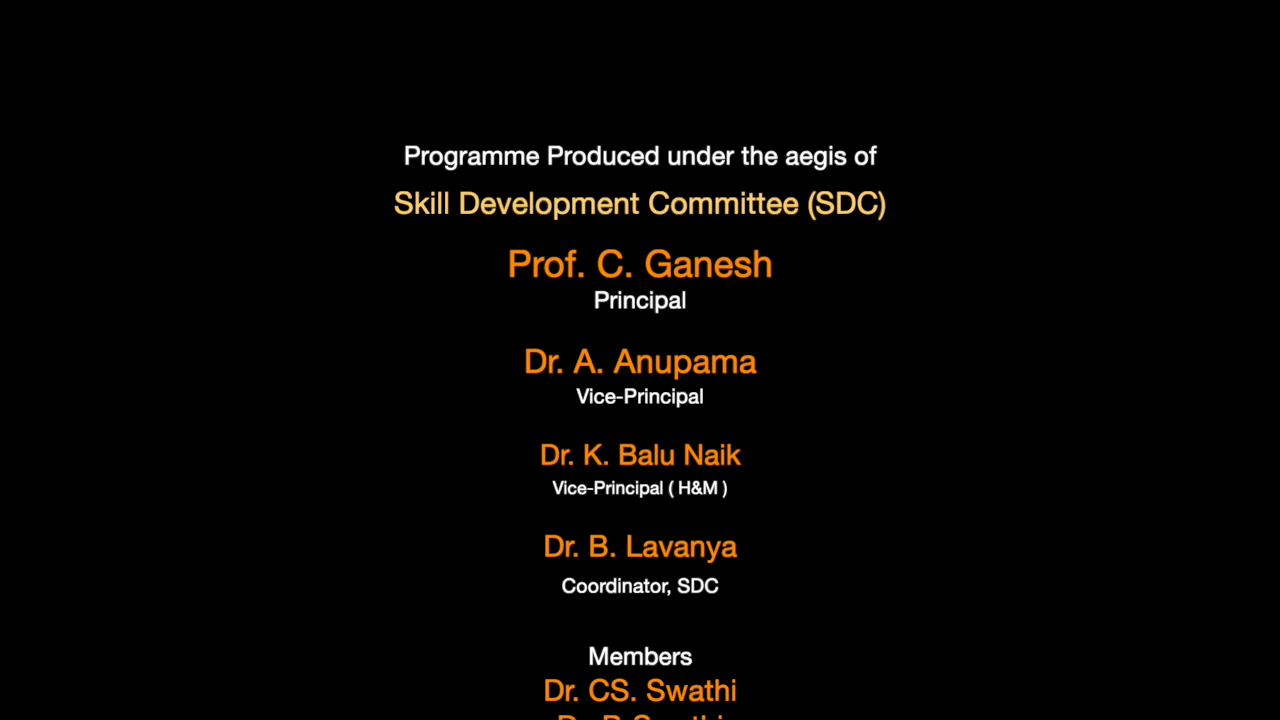 Programme Produced under the aegis of
Skill Development Committee (SDC)
Prof. C. Ganesh
Principal
Dr. A. Anupama
Vice-Principal
Dr. K. Balu Naik
Vice-Principal ( H&M )
Dr. B. Lavanya
Coordinator, SDC
Members
Dr. CS. Swathi